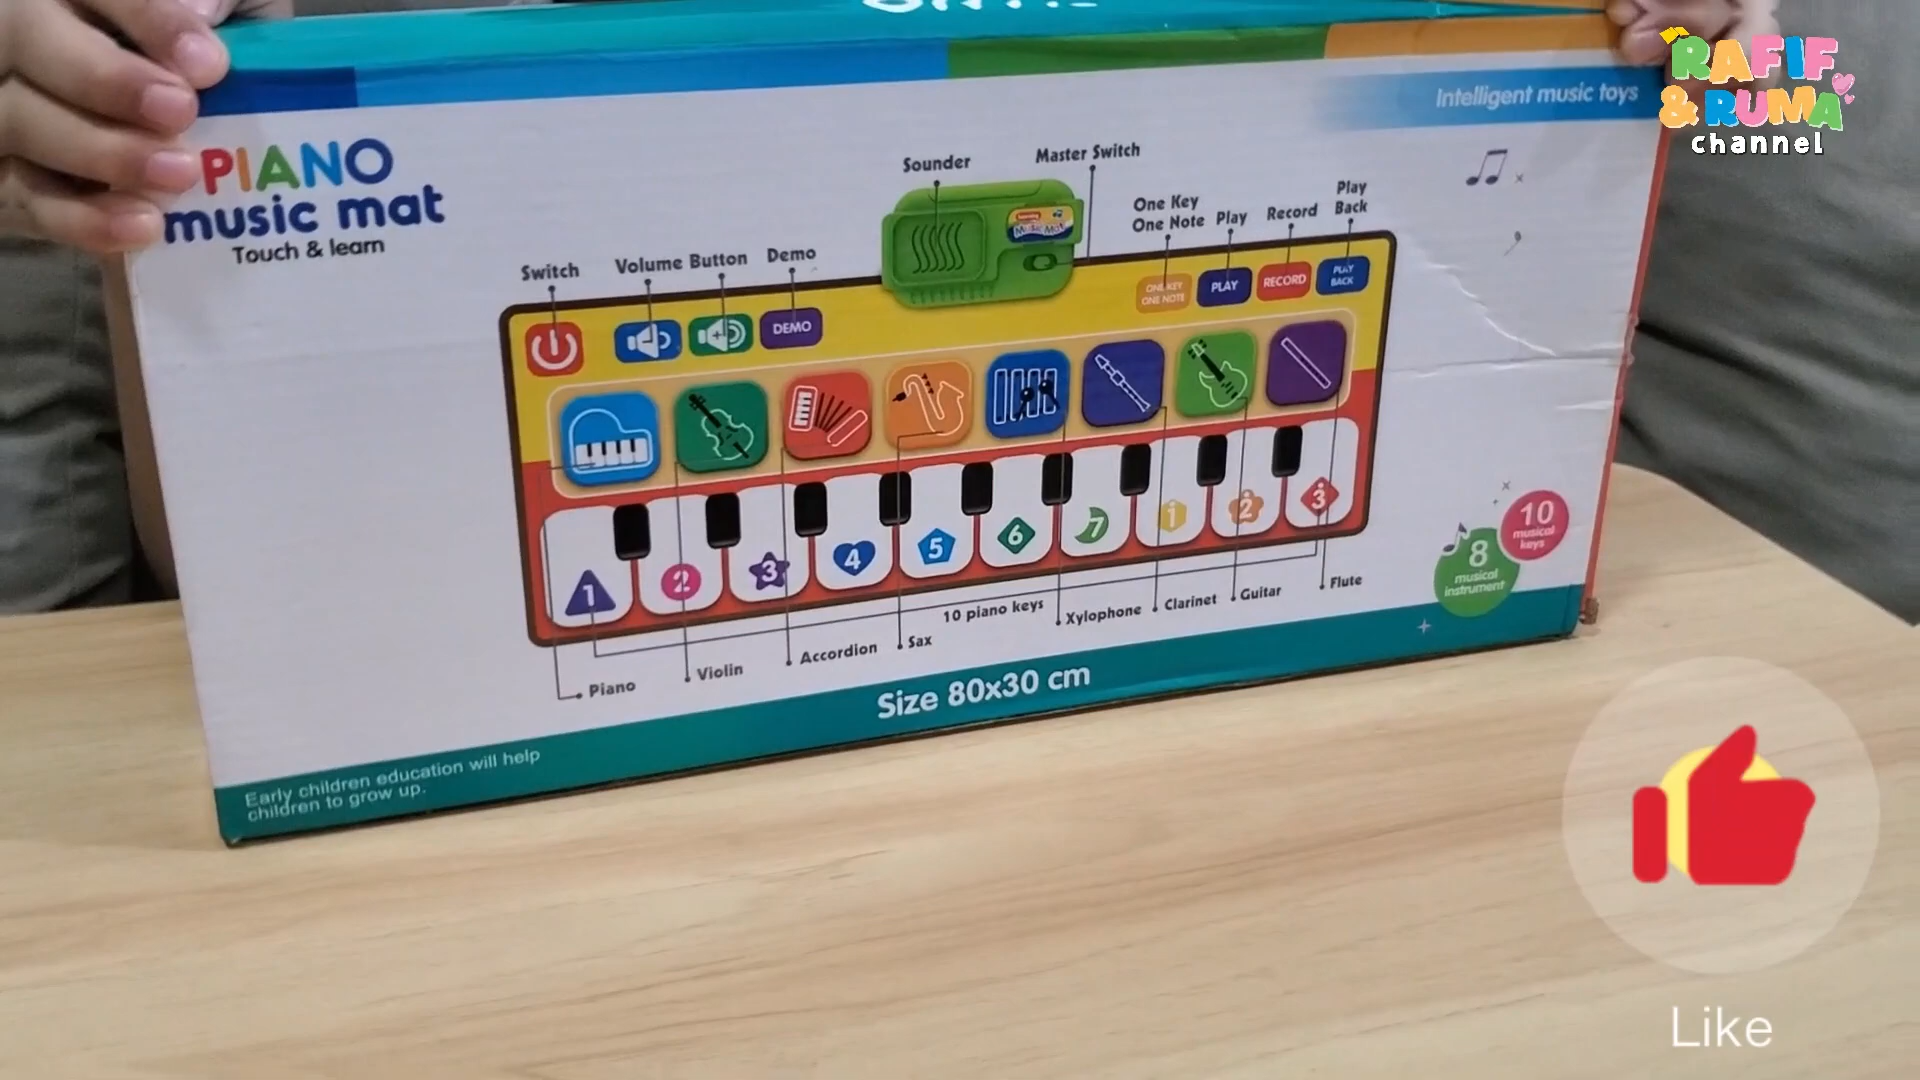 RAFIF
& RUMA
channel
Intelligent music toys
PIANO
music mat
Touch & learn
Sounder
Master Switch
One Key
One Note
Play
Record
Play
Back
Switch
Volume Button
Demo
Music Mat
DEMO
ONE KEY
ONE NOTE
PLAY
RECORD
PLAY
BACK
1
2
3
4
5
6
7
1
2
3
10
musical
keys
8
musical
instrument
10 piano keys
Piano
Violin
Accordion
Sax
Xylophone
Clarinet
Guitar
Flute
Size 80x30 cm
Early children education will help
children to grow up.
Like